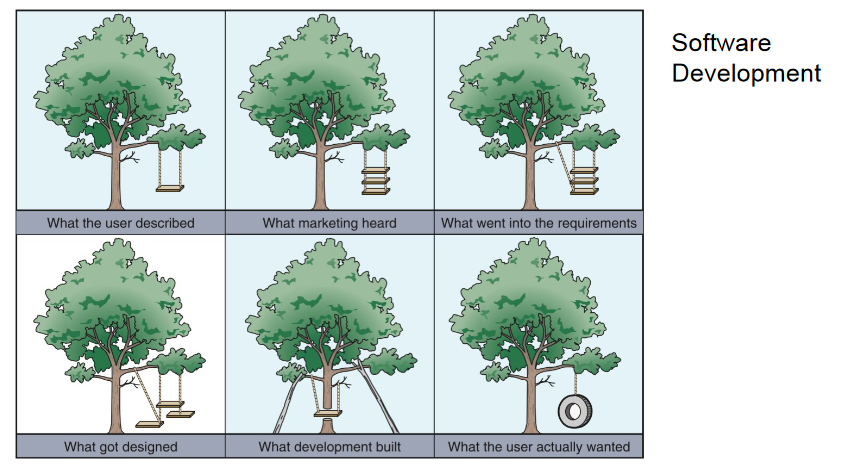 Software
Development
What the user described
What marketing heard
What went into the requirements
What got designed
What development built
What the user actually wanted